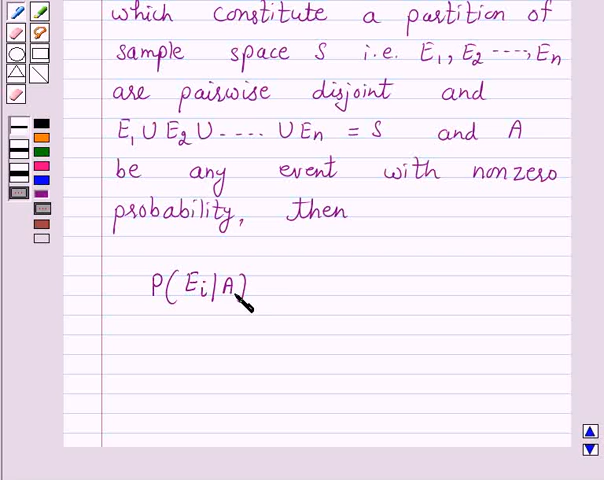 which constitute a partition of
sample space S i.e. E₁, E₂ ----, En
are pairwise disjoint and
E₁ U E₂ U - .... U En = S and A
be any event with nonzero
probability, then
P(Ei|A)